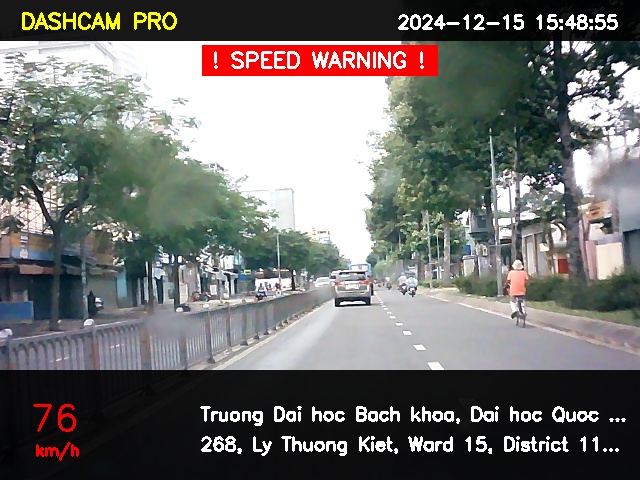 DASHCAM PRO
2024-12-15 15:48:55
! SPEED WARNING !
76
km/h
Truong Dai hoc Bach khoa, Dai hoc Quoc ...
268, Ly Thuong Kiet, Ward 15, District 11...